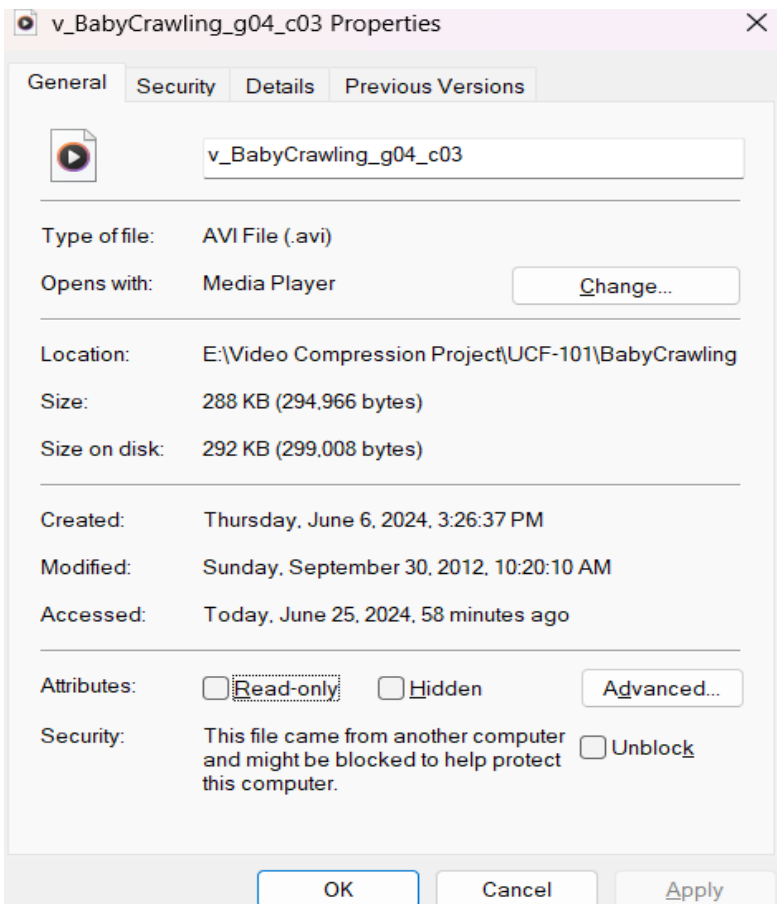 v_BabyCrawling_g04_c03 Properties
General Security Details Previous Versions
v_BabyCrawling_g04_c03
Type of file: AVI File (.avi)
Opens with: Media Player Change...
Location: E:\Video Compression Project\UCF-101\BabyCrawling
Size: 288 KB (294,966 bytes)
Size on disk: 292 KB (299,008 bytes)
Created: Thursday, June 6, 2024, 3:26:37 PM
Modified: Sunday, September 30, 2012, 10:20:10 AM
Accessed: Today, June 25, 2024, 58 minutes ago
Attributes: Read-only Hidden Advanced...
Security: This file came from another computer
and might be blocked to help protect
this computer.
Unblock
OK Cancel Apply